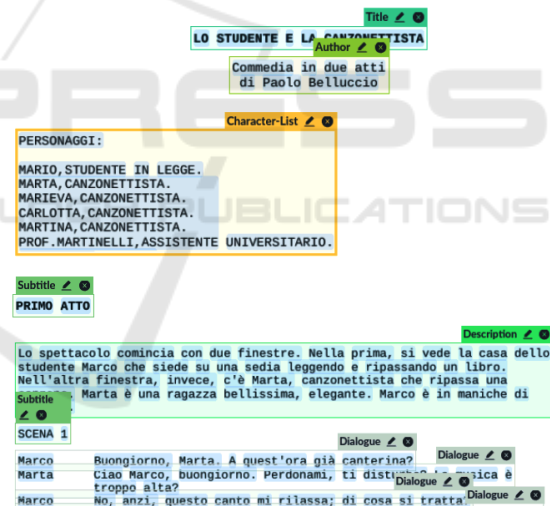 Title
LO STUDENTE E LA CANZONETTISTA
Author
Commedia in due atti
di Paolo Belluccio
Character-List
PERSONAGGI:
MARIO,STUDENTE IN LEGGE.
MARTA,CANZONETTISTA.
MARIEVA,CANZONETTISTA.
CARLOTTA,CANZONETTISTA.
MARTINA,CANZONETTISTA.
PROF.MARTINELLI,ASSISTENTE UNIVERSITARIO.
Subtitle
PRIMO ATTO
Description
Lo spettacolo comincia con due finestre. Nella prima, si vede la casa dello
studente Marco che siede su una sedia leggendo e ripassando un libro.
Nell'altra finestra, invece, c'è Marta, canzonettista che ripassa una
Marta è una ragazza bellissima, elegante. Marco è in maniche di
Subtitle
SCENA 1
Dialogue
Marco Buongiorno, Marta. A quest'ora già canterina?
Dialogue
Marta Ciao Marco, buongiorno. Perdonami, ti disturbo? La musica è
troppo alta?
Dialogue
Marco No, anzi, questo canto mi rilassa; di cosa si tratta?
Dialogue
PRESS
PUBLICATIONS